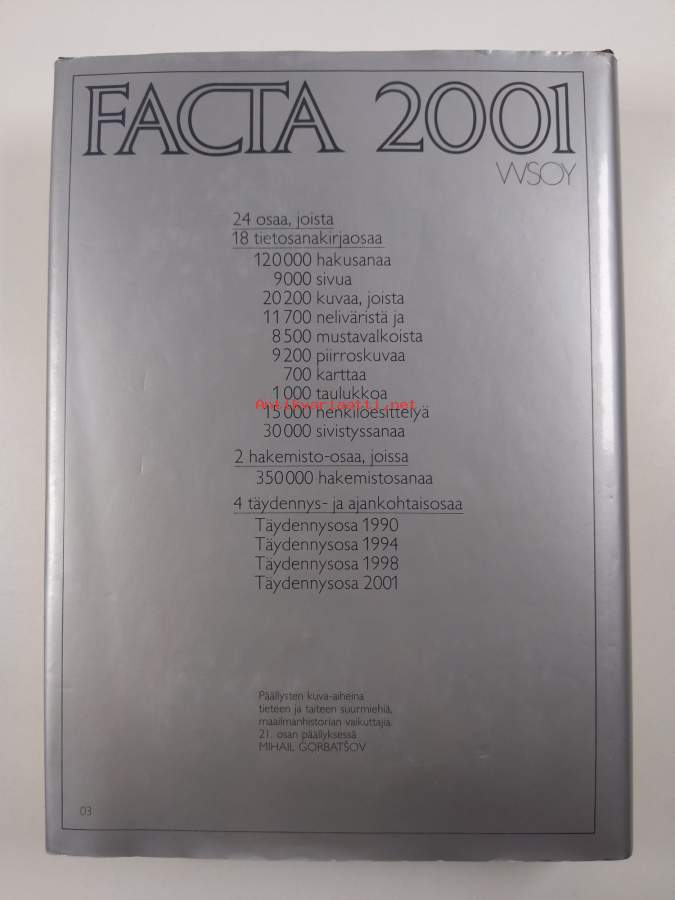 FACTA 2001
WSOY
24 osaa, joista
18 tietosanakirjaosaa
120000 hakusanaa
9000 sivua
20200 kuvaa, joista
11700 neliväristä ja
8500 mustavalkoista
9200 piirroskuvaa
700 karttaa
1000 taulukkoa
Antikvariaatti.net
15000 henkilöesittelyä
30000 sivistyssanaa
2 hakemisto-osaa, joissa
350000 hakemistosanaa
4 täydennys- ja ajankohtaisosaa
Täydennysosa 1990
Täydennysosa 1994
Täydennysosa 1998
Täydennysosa 2001
Päällysten kuva-aiheina
tieteen ja taiteen suurmiehiä,
maailmanhistorian vaikuttajia.
21. osan päällyksessä
MIHAIL GORBATŠOV
03